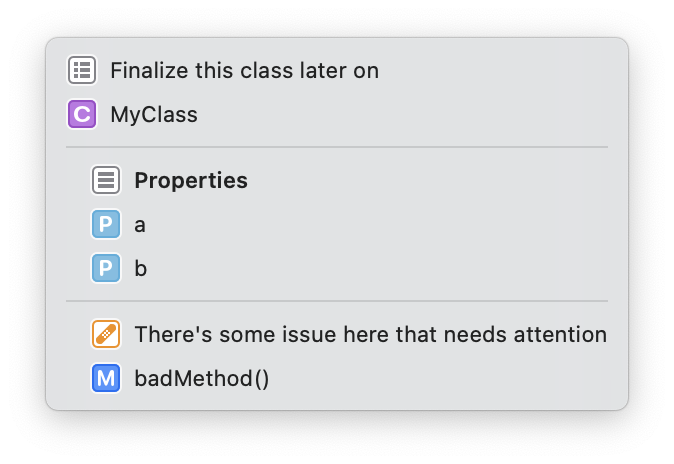 Finalize this class later on
C MyClass
Properties
P a
P b
There's some issue here that needs attention
M badMethod()